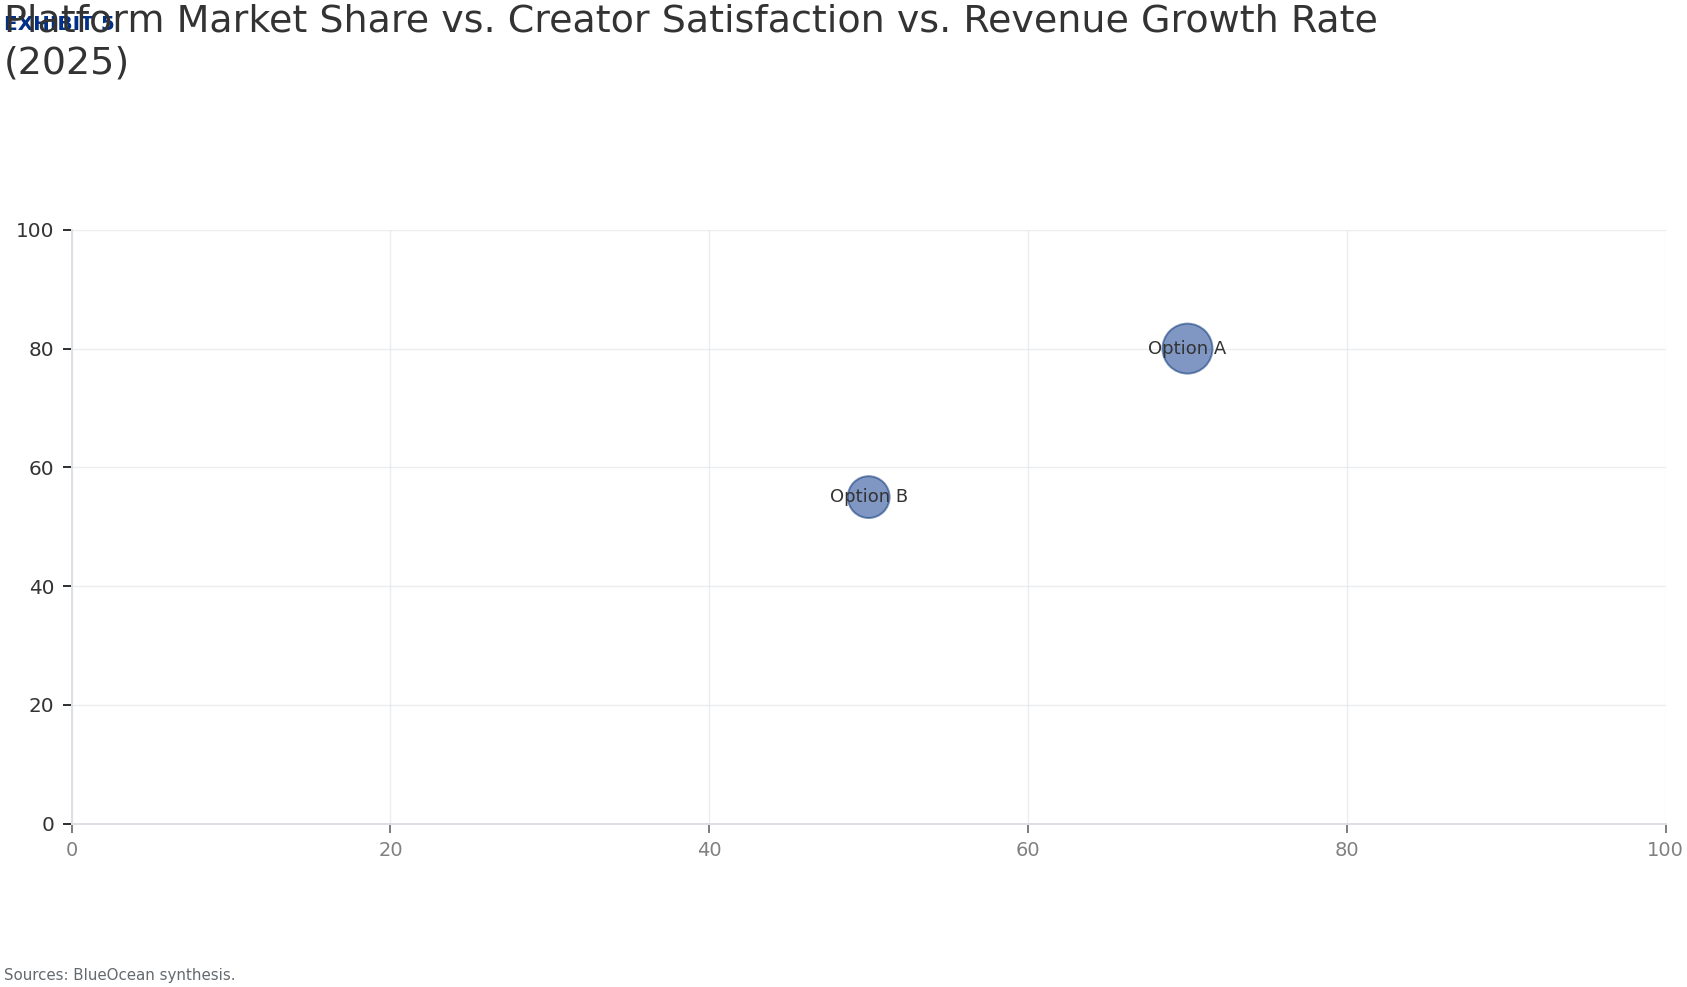 EXHIBIT 5
Platform Market Share vs. Creator Satisfaction vs. Revenue Growth Rate
(2025)
100
80
60
40
20
0
Option A
Option B
0 20 40 60 80 100
Sources: BlueOcean synthesis.